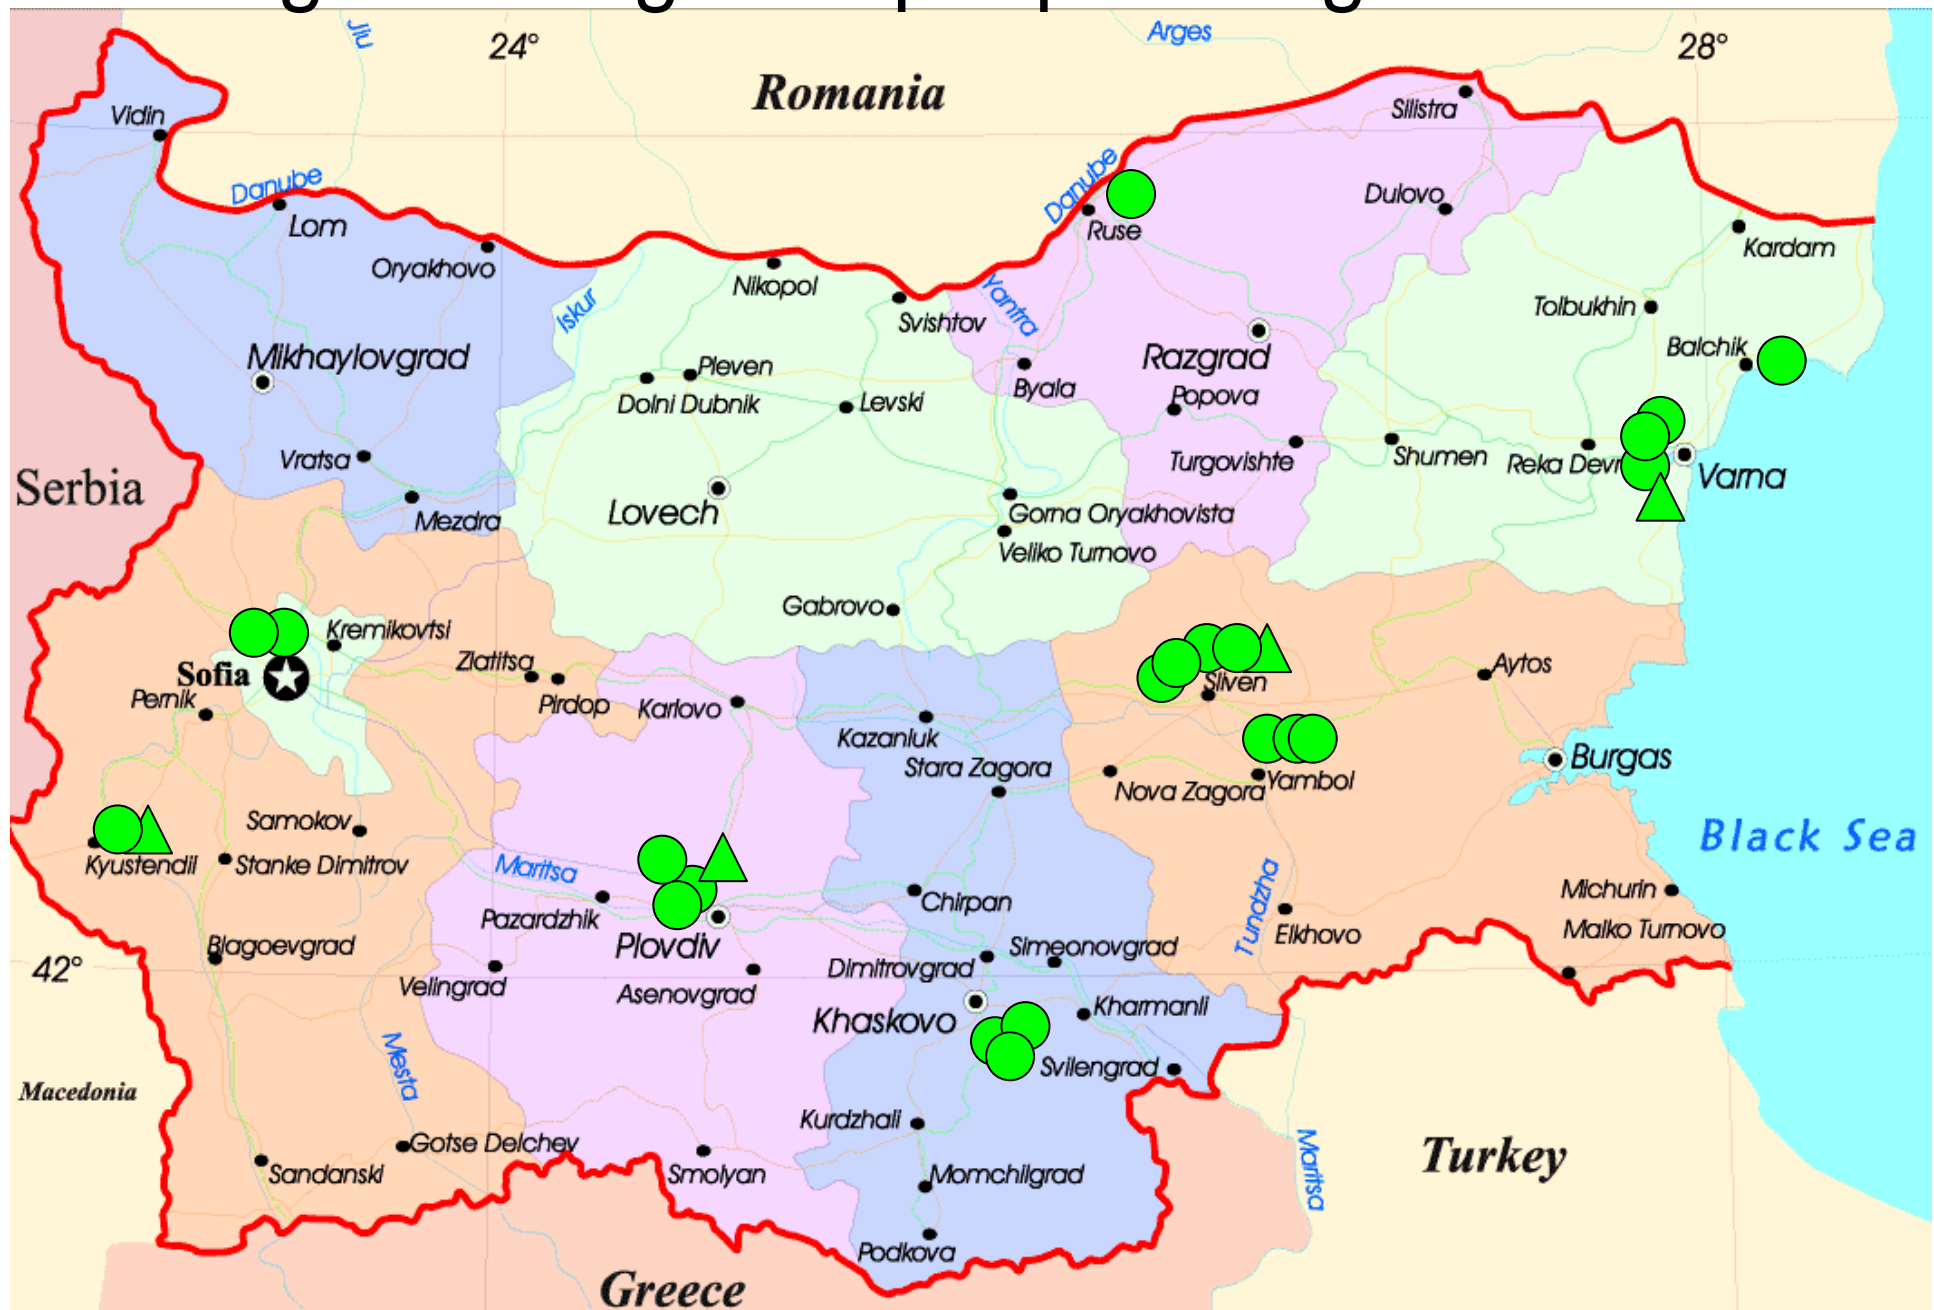 24°
28°
Jiu
Arges
Romania
Vidin
Silistra
Danube
Danube
Lom
Dulovo
Ruse
Kardam
Oryakhovo
Nikopol
Iskur
Yantra
Svishtov
Tolbukhin
Mikhaylovgrad
Razgrad
Balchik
Pleven
Byala
Dolni Dubnik
Levski
Popova
Vratsa
Turgovishte
Shumen
Reka Devn
Varna
Serbia
Lovech
Mezdra
Gorna Oryakhovista
Veliko Turnovo
Gabrovo
Kremikovtsi
Sofia
Zlatitsa
Aytos
Sliven
Pernik
Pirdop
Karlovo
Kazanluk
Stara Zagora
Burgas
Nova Zagora
Yambol
Samokov
Black Sea
Kyustendil
Stanke Dimitrov
Maritsa
Pazardzhik
Chirpan
Tundzha
Michurin
Malko Turnovo
Elkhovo
Blagoevgrad
Plovdiv
Simeonovgrad
Dimitrovgrad
42°
Velingrad
Asenovgrad
Khaskovo
Kharmanli
Mesta
Svilengrad
Macedonia
Kurdzhali
Gotse Delchev
Sandanski
Smolyan
Momchilgrad
Maritsa
Turkey
Podkova
Greece